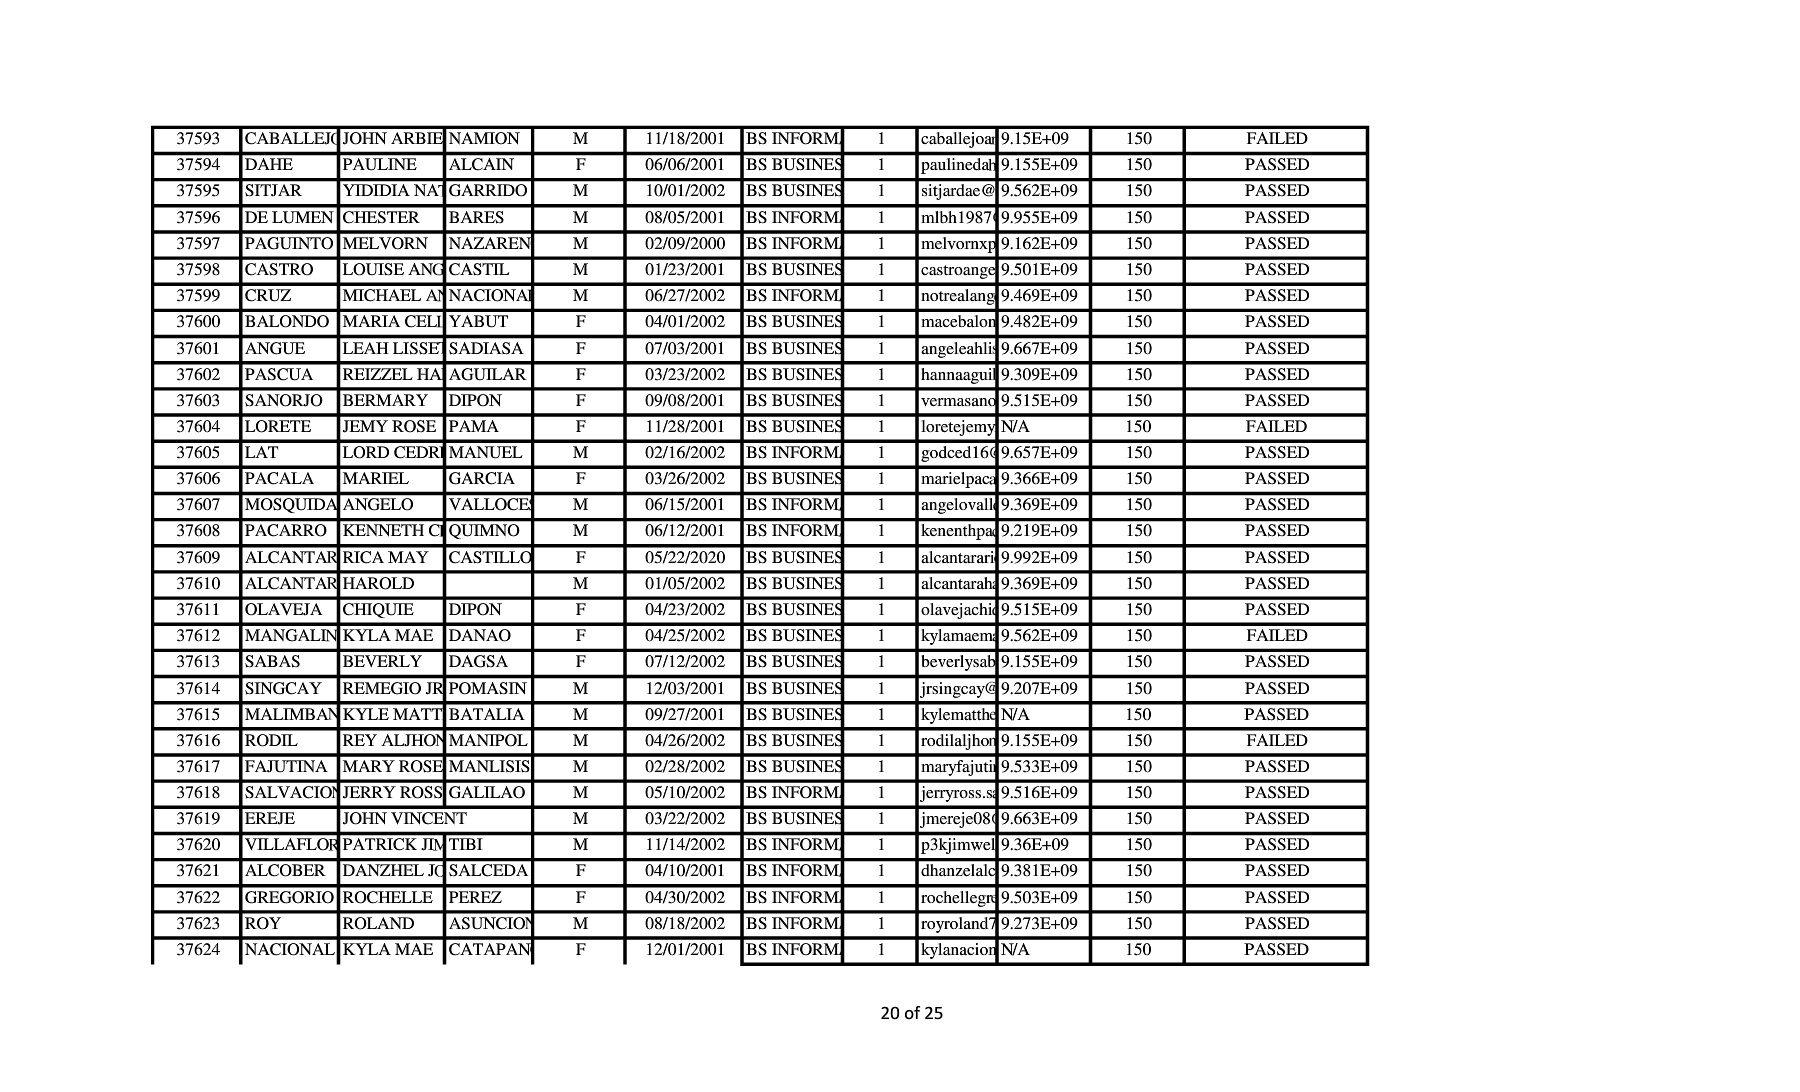 37593 CABALLEJO JOHN ARBIE NAMION M 11/18/2001 BS INFORMA 1 caballejoar 9.15E+09 150 FAILED
37594 DAHE PAULINE ALCAIN F 06/06/2001 BS BUSINES 1 paulinedah 9.155E+09 150 PASSED
37595 SITJAR YIDIDIA NAT GARRIDO M 10/01/2002 BS BUSINES 1 sitjardae@ 9.562E+09 150 PASSED
37596 DE LUMEN CHESTER BARES M 08/05/2001 BS INFORMA 1 mlbh1987@ 9.955E+09 150 PASSED
37597 PAGUINTO MELVORN NAZAREN M 02/09/2000 BS INFORMA 1 melvornxp 9.162E+09 150 PASSED
37598 CASTRO LOUISE ANG CASTIL M 01/23/2001 BS BUSINES 1 castroange 9.501E+09 150 PASSED
37599 CRUZ MICHAEL AN NACIONAL M 06/27/2002 BS INFORMA 1 notrealang 9.469E+09 150 PASSED
37600 BALONDO MARIA CELI YABUT F 04/01/2002 BS BUSINES 1 macebalon 9.482E+09 150 PASSED
37601 ANGUE LEAH LISSET SADIASA F 07/03/2001 BS BUSINES 1 angeleahlis 9.667E+09 150 PASSED
37602 PASCUA REIZZEL HA AGUILAR F 03/23/2002 BS BUSINES 1 hannaaguil 9.309E+09 150 PASSED
37603 SANORJO BERMARY DIPON F 09/08/2001 BS BUSINES 1 vermasano 9.515E+09 150 PASSED
37604 LORETE JEMY ROSE PAMA F 11/28/2001 BS BUSINES 1 loretejemy N/A 150 FAILED
37605 LAT LORD CEDRI MANUEL M 02/16/2002 BS INFORMA 1 godced16@ 9.657E+09 150 PASSED
37606 PACALA MARIEL GARCIA F 03/26/2002 BS BUSINES 1 marielpaca 9.366E+09 150 PASSED
37607 MOSQUIDA ANGELO VALLOCES M 06/15/2001 BS INFORMA 1 angelovall 9.369E+09 150 PASSED
37608 PACARRO KENNETH C QUIMNO M 06/12/2001 BS INFORMA 1 kenenthpa 9.219E+09 150 PASSED
37609 ALCANTAR RICA MAY CASTILLO F 05/22/2020 BS BUSINES 1 alcantarari 9.992E+09 150 PASSED
37610 ALCANTAR HAROLD M 01/05/2002 BS BUSINES 1 alcantaraha 9.369E+09 150 PASSED
37611 OLAVEJA CHIQUIE DIPON F 04/23/2002 BS BUSINES 1 olavejachi 9.515E+09 150 PASSED
37612 MANGALIN KYLA MAE DANAO F 04/25/2002 BS BUSINES 1 kylamaema 9.562E+09 150 FAILED
37613 SABAS BEVERLY DAGSA F 07/12/2002 BS BUSINES 1 beverlysab 9.155E+09 150 PASSED
37614 SINGCAY REMEGIO JR POMASIN M 12/03/2001 BS BUSINES 1 jrsingcay@ 9.207E+09 150 PASSED
37615 MALIMBAN KYLE MATT BATALIA M 09/27/2001 BS BUSINES 1 kylematthe N/A 150 PASSED
37616 RODIL REY ALJHON MANIPOL M 04/26/2002 BS BUSINES 1 rodilaljhon 9.155E+09 150 FAILED
37617 FAJUTINA MARY ROSE MANLISIS M 02/28/2002 BS BUSINES 1 maryfajutin 9.533E+09 150 PASSED
37618 SALVACION JERRY ROSS GALILAO M 05/10/2002 BS INFORMA 1 jerryross.sa 9.516E+09 150 PASSED
37619 EREJE JOHN VINCENT M 03/22/2002 BS BUSINES 1 jmereje08@ 9.663E+09 150 PASSED
37620 VILLAFLOR PATRICK JIM TIBI M 11/14/2002 BS INFORMA 1 p3kjimwel 9.36E+09 150 PASSED
37621 ALCOBER DANZHEL JO SALCEDA F 04/10/2001 BS INFORMA 1 dhanzelalc 9.381E+09 150 PASSED
37622 GREGORIO ROCHELLE PEREZ F 04/30/2002 BS INFORMA 1 rochellegre 9.503E+09 150 PASSED
37623 ROY ROLAND ASUNCION M 08/18/2002 BS INFORMA 1 royroland7 9.273E+09 150 PASSED
37624 NACIONAL KYLA MAE CATAPAN F 12/01/2001 BS INFORMA 1 kylanacion N/A 150 PASSED
20 of 25